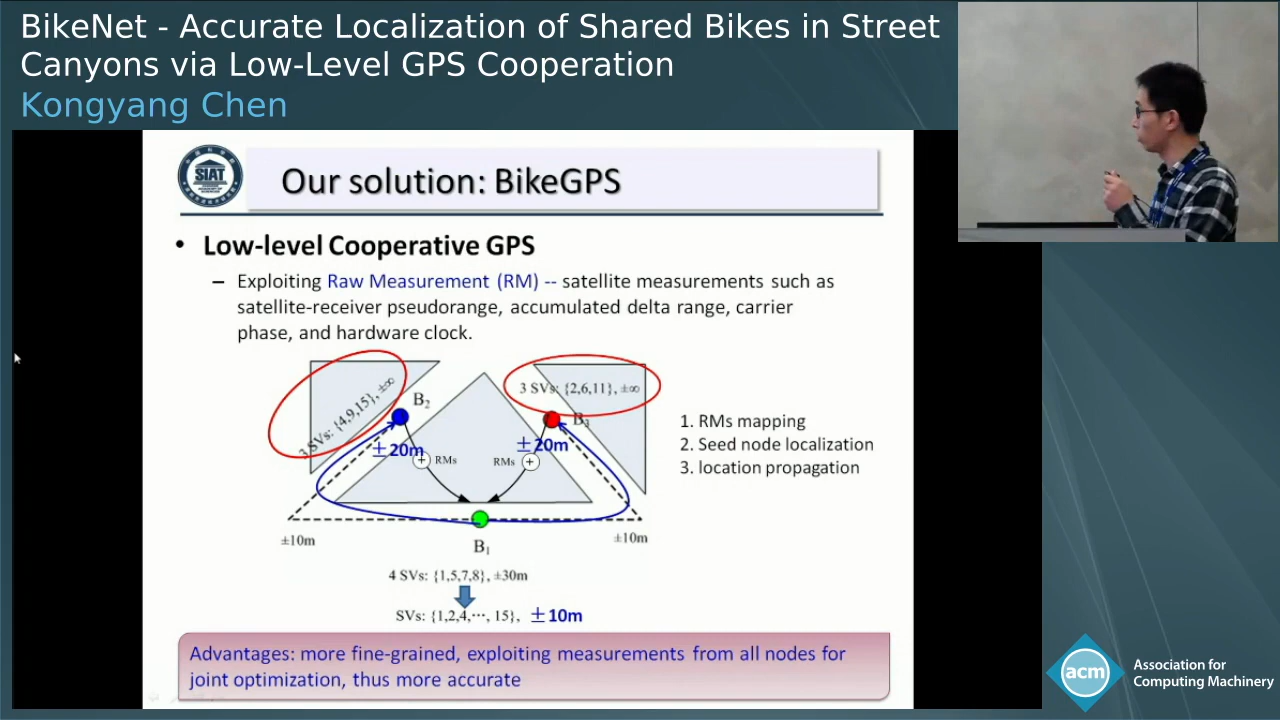 BikeNet - Accurate Localization of Shared Bikes in Street
Canyons via Low-Level GPS Cooperation
Kongyang Chen
SIAT
Our solution: BikeGPS
• Low-level Cooperative GPS
– Exploiting Raw Measurement (RM) -- satellite measurements such as
satellite-receiver pseudorange, accumulated delta range, carrier
phase, and hardware clock.
3 SVs: {4,9,15}, ±∞
3 SVs: {2,6,11}, ±∞
B2
B3
±20m
±20m
RMs
RMs
1. RMs mapping
2. Seed node localization
3. location propagation
±10m
±10m
B1
4 SVs: {1,5,7,8}, ±30m
SVs: {1,2,4,···, 15}, ±10m
Advantages: more fine-grained, exploiting measurements from all nodes for
joint optimization, thus more accurate
acm
Association for
Computing Machinery